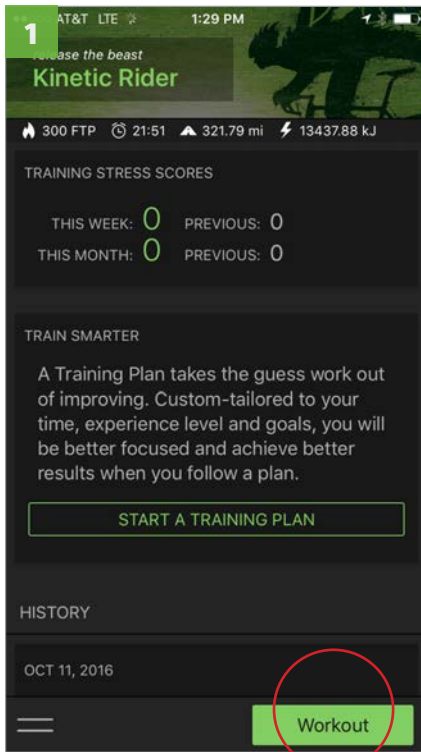 1
AT&T LTE 1:29 PM
release the beast
Kinetic Rider
300 FTP 21:51 321.79 mi 13437.88 kJ
TRAINING STRESS SCORES
THIS WEEK: 0 PREVIOUS: 0
THIS MONTH: 0 PREVIOUS: 0
TRAIN SMARTER
A Training Plan takes the guess work out
of improving. Custom-tailored to your
time, experience level and goals, you will
be better focused and achieve better
results when you follow a plan.
START A TRAINING PLAN
HISTORY
OCT 11, 2016
Workout